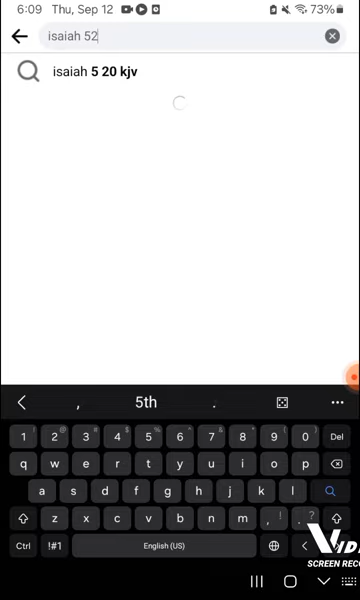 6:09 Thu, Sep 12 73%
isaiah 52
isaiah 5 20 kjv
, 5th .
1 ! 2 @ 3 # 4 $ 5 % 6 ^ 7 & 8 * 9 ( 0 ) Del
q w e r t y u i o p
a s d f g h j k l
z x c v b n m , ! . ?
Ctrl !#1 English (US)
VID
SCREEN REC